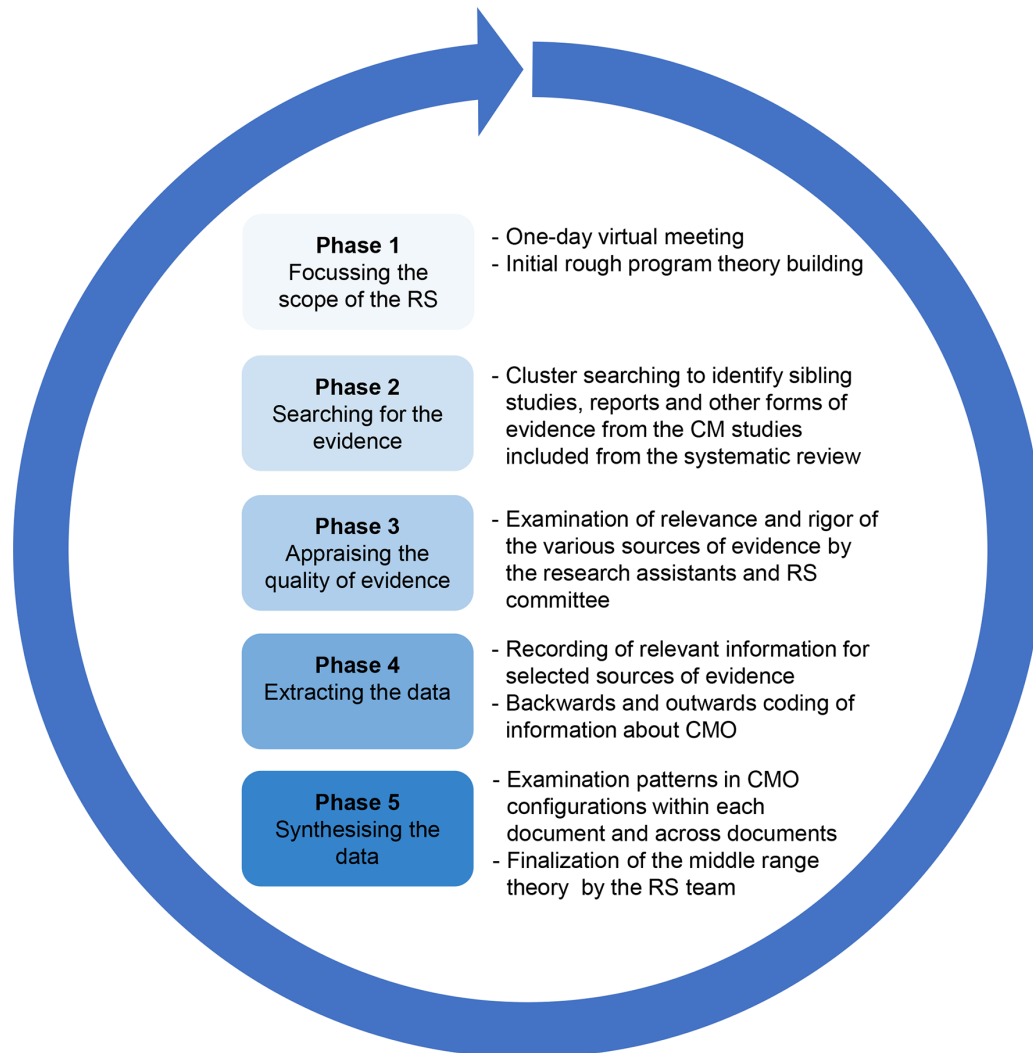 Phase 1
Focussing the
scope of the RS
- One-day virtual meeting
- Initial rough program theory building
Phase 2
Searching for the
evidence
- Cluster searching to identify sibling
studies, reports and other forms of
evidence from the CM studies
included from the systematic review
Phase 3
Appraising the
quality of evidence
- Examination of relevance and rigor of
the various sources of evidence by
the research assistants and RS
committee
Phase 4
Extracting the data
- Recording of relevant information for
selected sources of evidence
- Backwards and outwards coding of
information about CMO
Phase 5
Synthesising the
data
- Examination patterns in CMO
configurations within each
document and across documents
- Finalization of the middle range
theory by the RS team